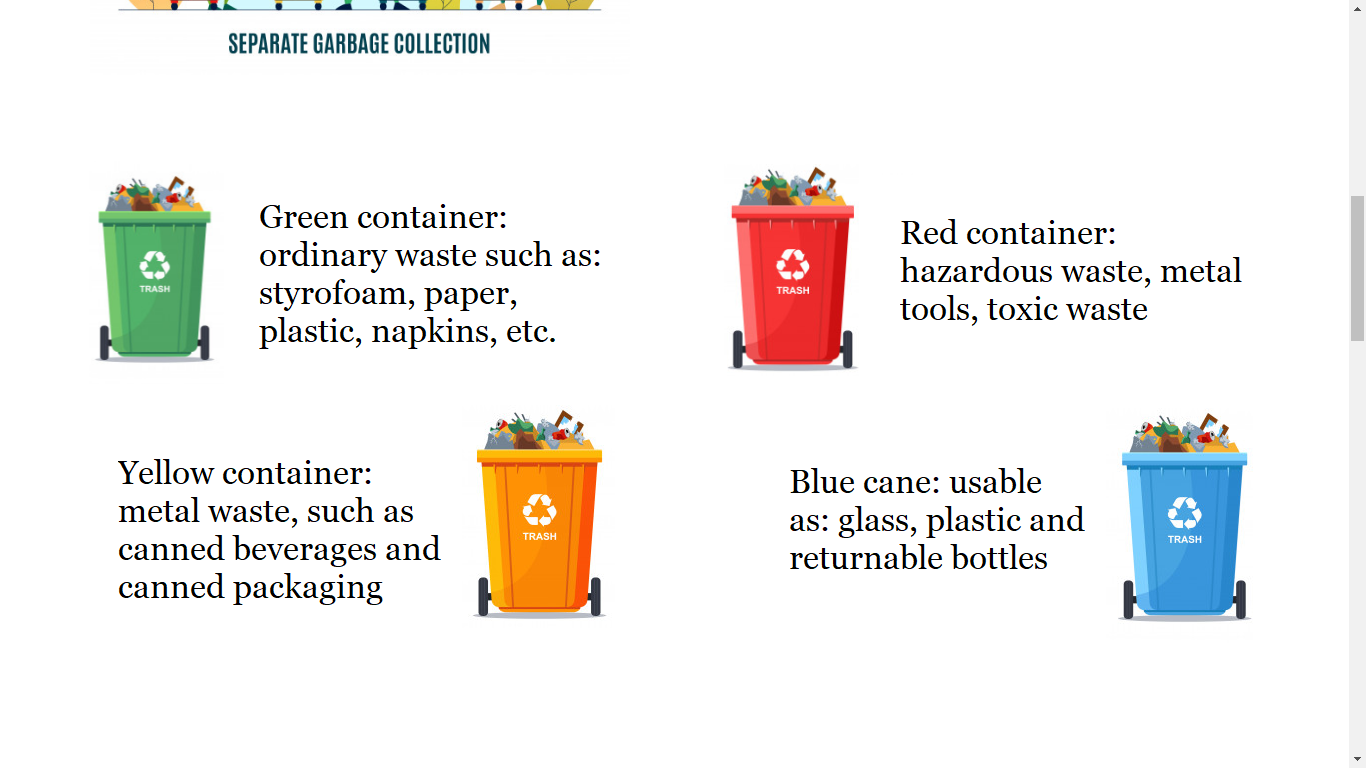 SEPARATE GARBAGE COLLECTION
TRASH
Green container:
ordinary waste such as:
styrofoam, paper,
plastic, napkins, etc.
TRASH
Red container:
hazardous waste, metal
tools, toxic waste
Yellow container:
metal waste, such as
canned beverages and
canned packaging
TRASH
Blue cane: usable
as: glass, plastic and
returnable bottles
TRASH